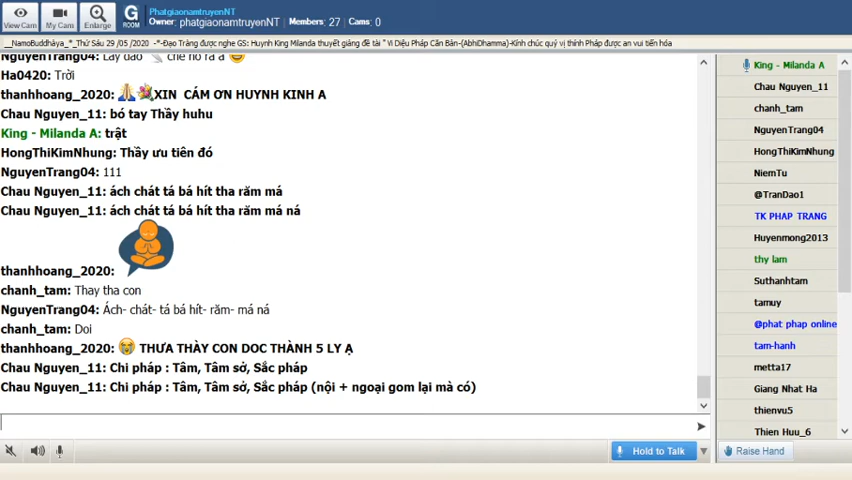 View Cam
My Cam
Enlarge
G
ROOM
PhatgiaonamtruyenNT
Owner: phatgiaonamtruyenNT Members: 27 Cams: 0
__NamoBuddhàya_*_Thứ Sáu 29 /05 /2020 -*-Đạo Tràng được nghe GS: Huynh King Milanda thuyết giảng đề tài " Vi Diệu Pháp Căn Bản-(AbhiDhamma)-Kính chúc quý vị thính Pháp được an vui tiến hóa
Ha0420: Trời
thanhhoang_2020: XIN CÁM ƠN HUYNH KINH A
Chau Nguyen_11: bó tay Thầy huhu
King - Milanda A: trật
HongThiKimNhung: Thầy ưu tiên đó
NguyenTrang04: 111
Chau Nguyen_11: ách chát tá bá hít tha răm má
Chau Nguyen_11: ách chát tá bá hít tha răm má ná
thanhhoang_2020:
chanh_tam: Thay tha con
NguyenTrang04: Ách- chát- tá bá hít- răm- má ná
chanh_tam: Doi
thanhhoang_2020: THƯA THÀY CON DOC THÀNH 5 LY Ạ
Chau Nguyen_11: Chi pháp : Tâm, Tâm sở, Sắc pháp
Chau Nguyen_11: Chi pháp : Tâm, Tâm sở, Sắc pháp (nội + ngoại gom lại mà có)
King - Milanda A
Chau Nguyen_11
chanh_tam
NguyenTrang04
HongThiKimNhung
NiemTu
@TranDao1
TK PHAP TRANG
Huyenmong2013
thy lam
Suthanhtam
tamuy
@phat phap online
tam-hanh
metta17
Giang Nhat Ha
thienvu5
Thien Huu_6
Hold to Talk
Raise Hand